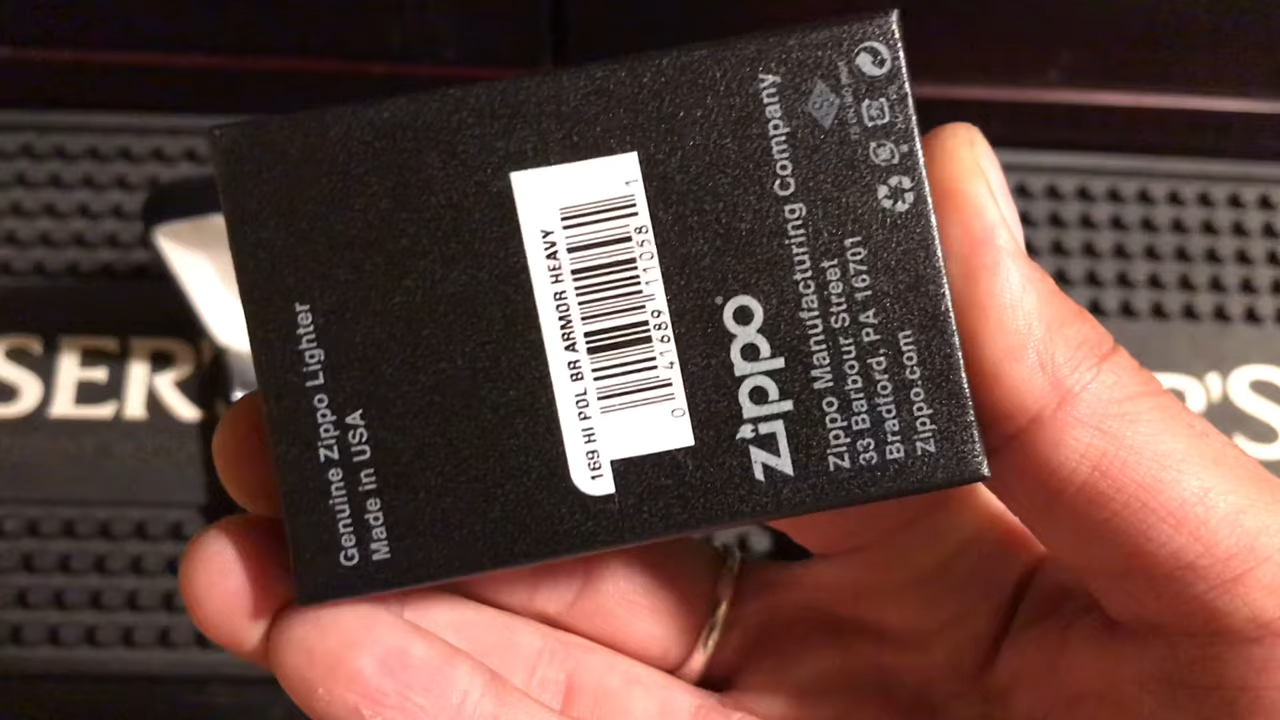 Genuine Zippo Lighter
Made in USA
169 HI POL BR ARMOR HEAVY
0 41689 11058 1
Zippo
Zippo Manufacturing Company
33 Barbour Street
Bradford, PA 16701
Zippo.com
SER'
'S